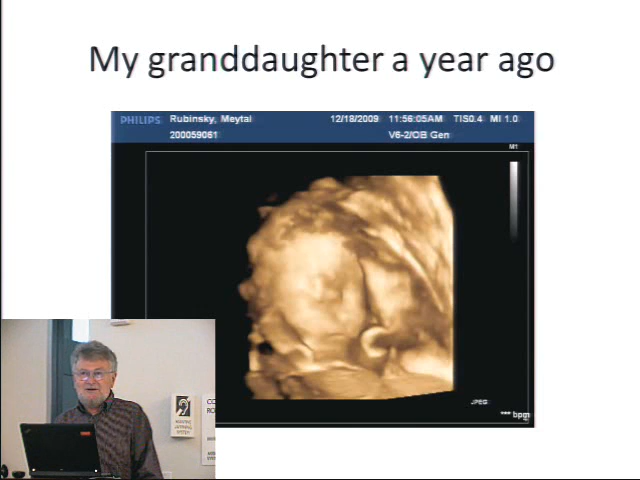 My granddaughter a year ago
PHILIPS Rubinsky, Meytal 12/18/2009 11:56:05AM TIS0.4 MI 1.0
200059061 V6-2/OB Gen
M1
JPEG
*** bpm